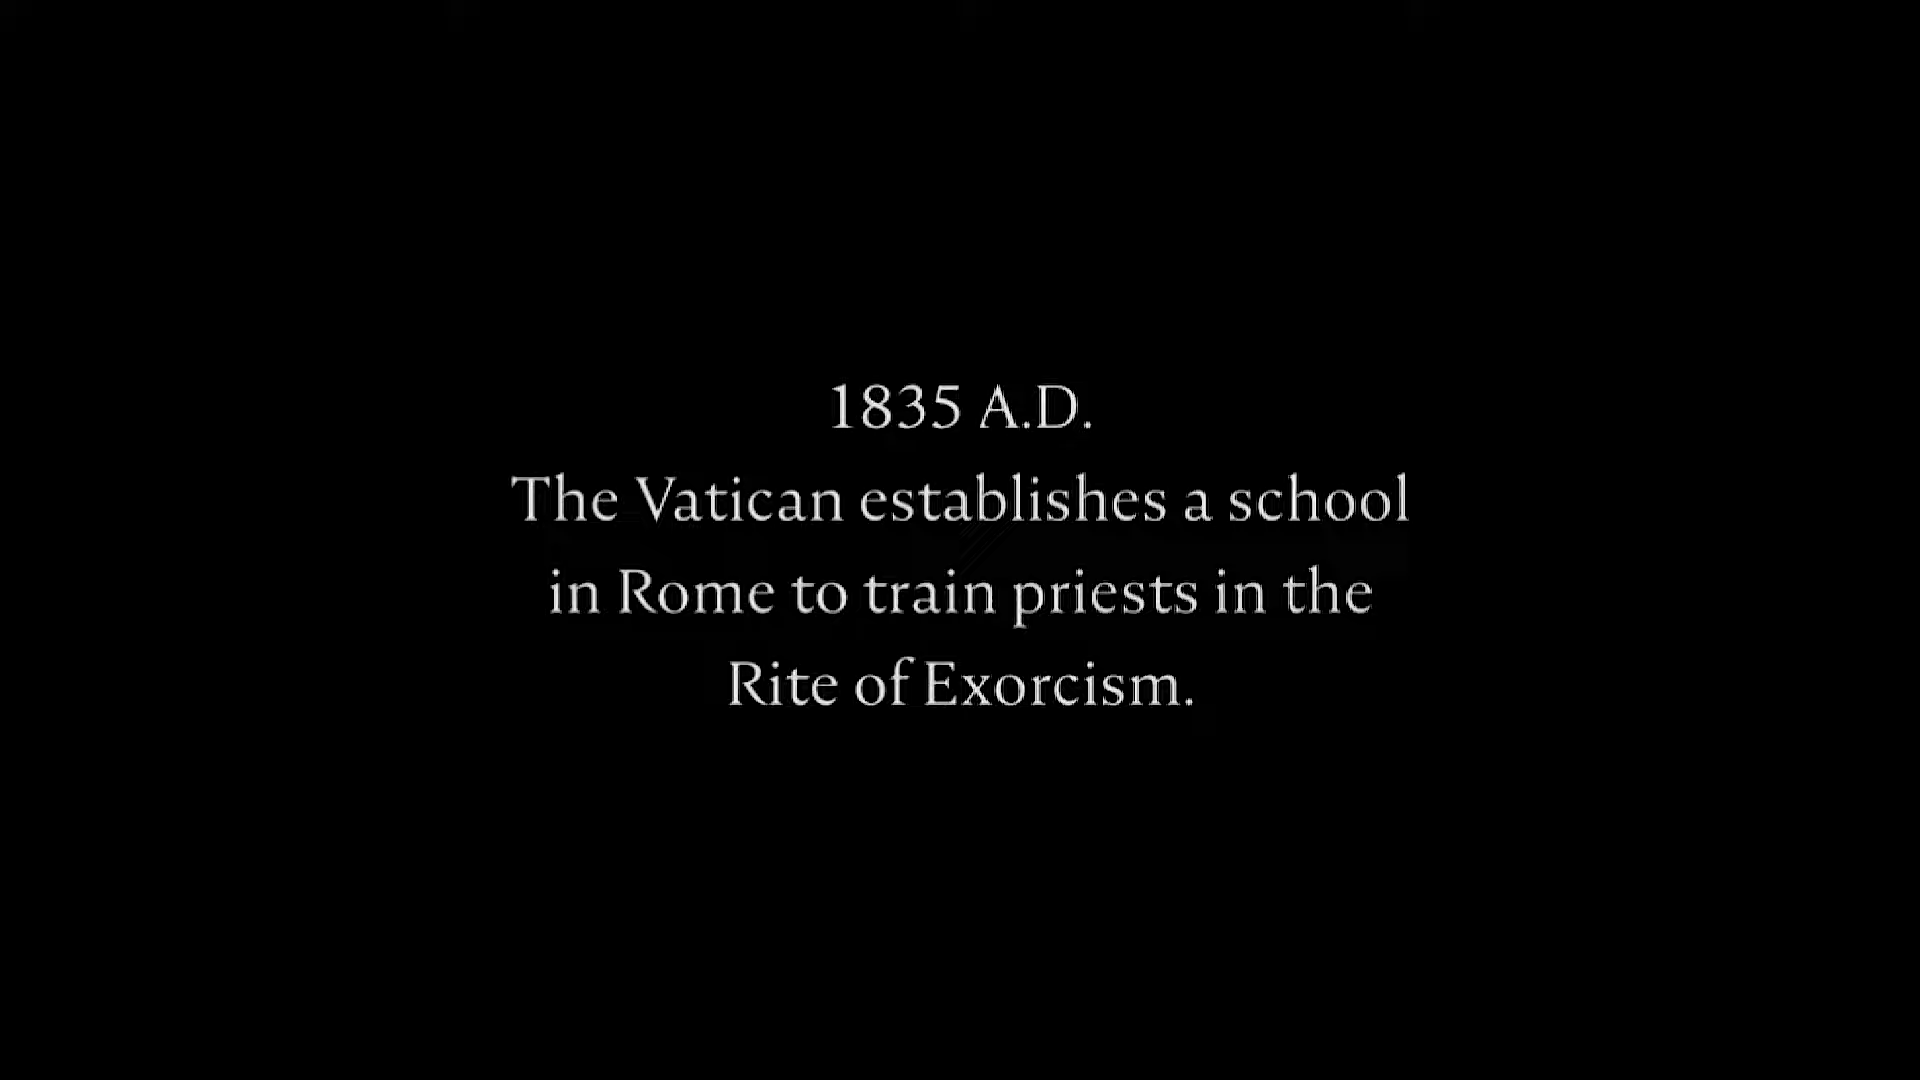 1835 A.D.
The Vatican establishes a school
in Rome to train priests in the
Rite of Exorcism.